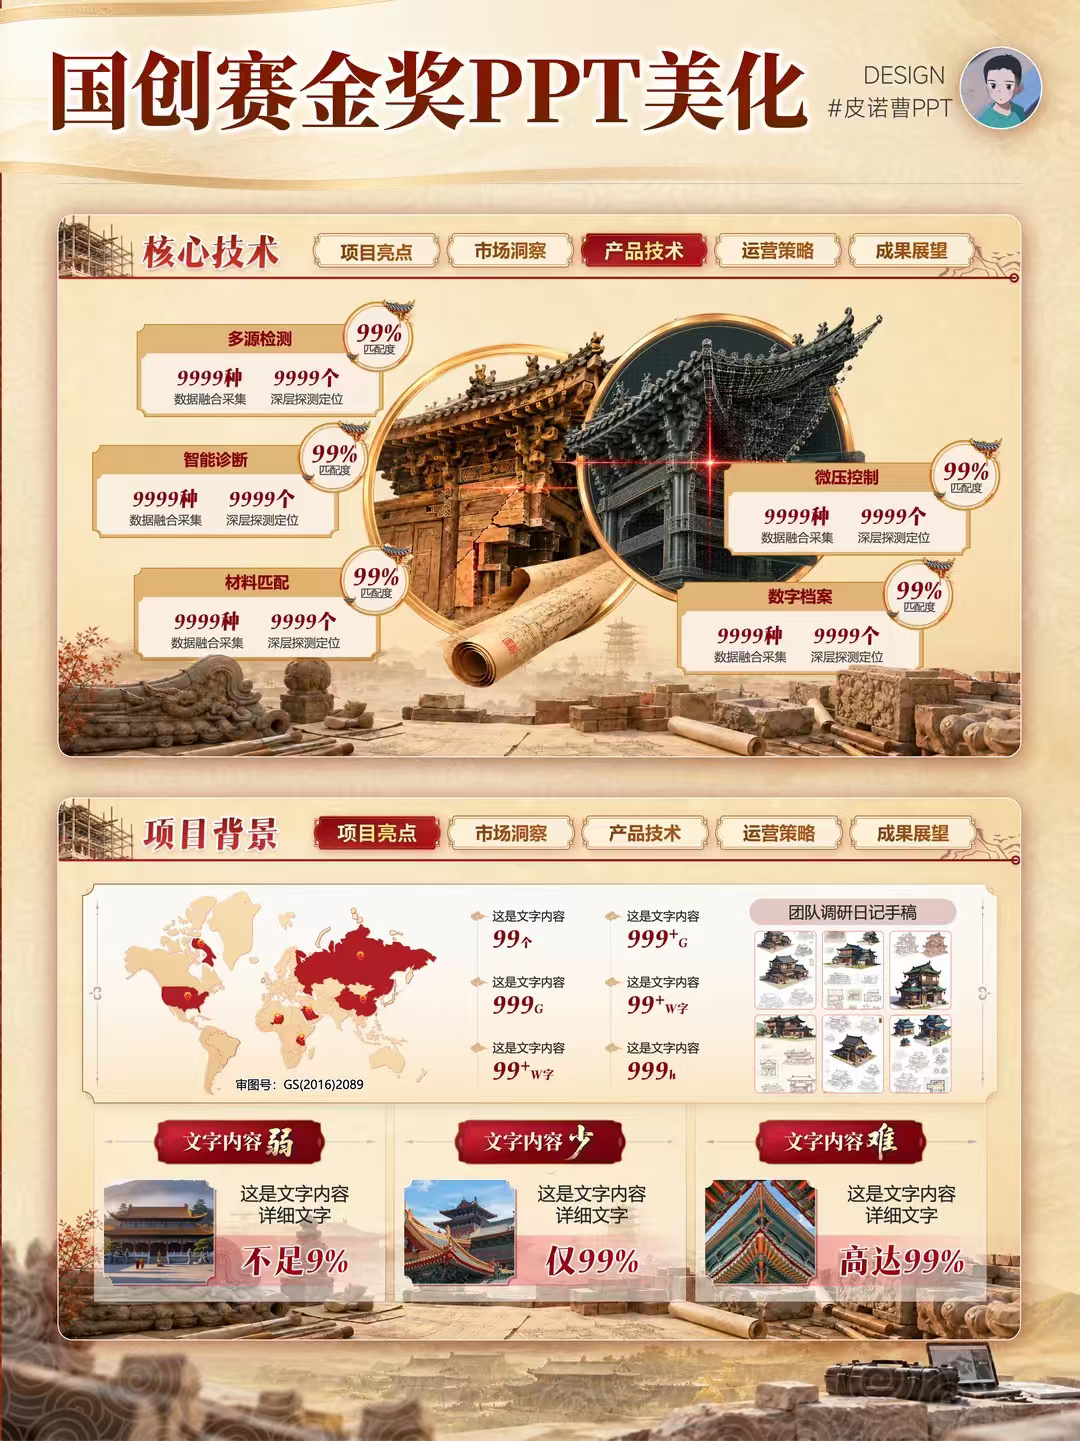 国创赛金奖PPT美化
DESIGN
#皮诺曹PPT
核心技术
项目亮点
市场洞察
产品技术
运营策略
成果展望
多源检测
99%
匹配度
9999种
9999个
数据融合采集
深层探测定位
智能诊断
99%
匹配度
9999种
9999个
数据融合采集
深层探测定位
材料匹配
99%
匹配度
9999种
9999个
数据融合采集
深层探测定位
微压控制
99%
匹配度
9999种
9999个
数据融合采集
深层探测定位
数字档案
99%
匹配度
9999种
9999个
数据融合采集
深层探测定位
项目背景
项目亮点
市场洞察
产品技术
运营策略
成果展望
审图号：GS(2016)2089
这是文字内容
99个
这是文字内容
999+G
这是文字内容
999G
这是文字内容
99+W字
这是文字内容
99+W字
这是文字内容
999h
团队调研日记手稿
文字内容弱
这是文字内容
详细文字
不足9%
文字内容少
这是文字内容
详细文字
仅99%
文字内容难
这是文字内容
详细文字
高达99%